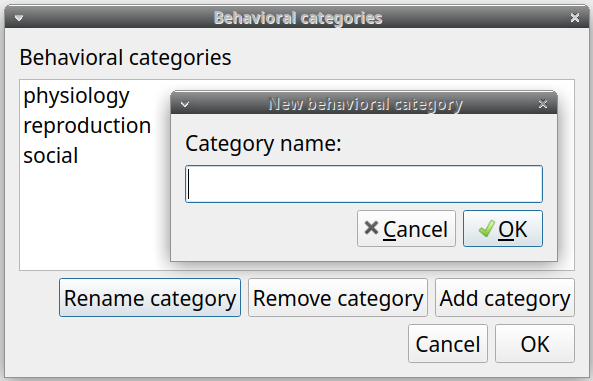 Behavioral categories
Behavioral categories
physiology
reproduction
social
New behavioral category
Category name:
Cancel OK
Rename category Remove category Add category
Cancel OK